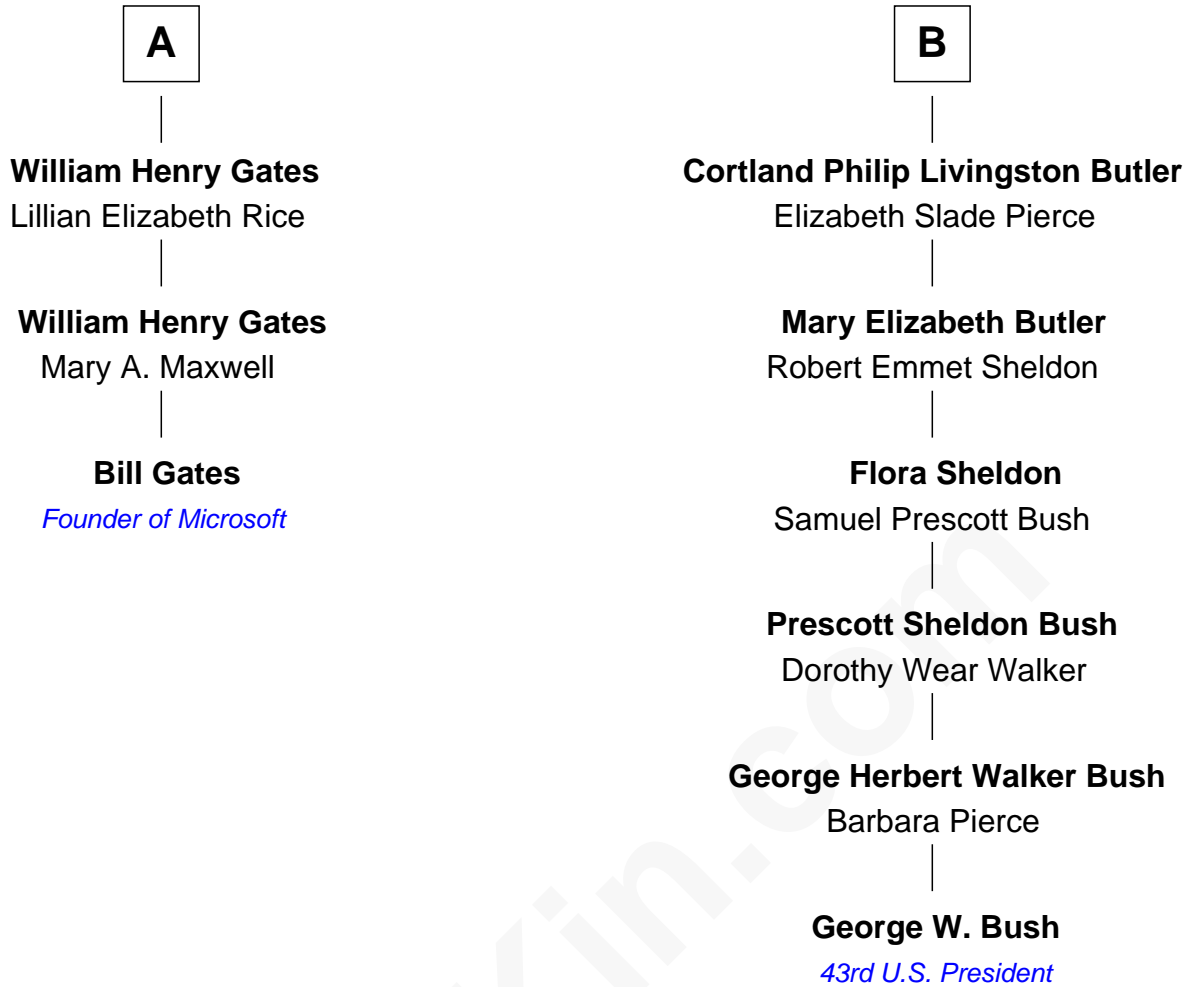 A
William Henry Gates
Lillian Elizabeth Rice
William Henry Gates
Mary A. Maxwell
Bill Gates
Founder of Microsoft
B
Cortland Philip Livingston Butler
Elizabeth Slade Pierce
Mary Elizabeth Butler
Robert Emmet Sheldon
Flora Sheldon
Samuel Prescott Bush
Prescott Sheldon Bush
Dorothy Wear Walker
George Herbert Walker Bush
Barbara Pierce
George W. Bush
43rd U.S. President